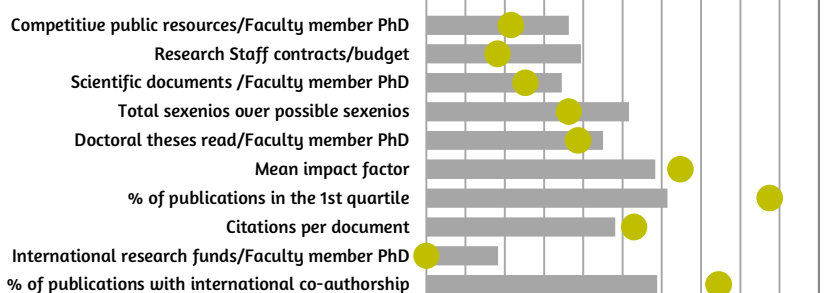 Competitive public resources/Faculty member PhD
Research Staff contracts/budget
Scientific documents /Faculty member PhD
Total sexenios over possible sexenios
Doctoral theses read/Faculty member PhD
Mean impact factor
% of publications in the 1st quartile
Citations per document
International research funds/Faculty member PhD
% of publications with international co-authorship